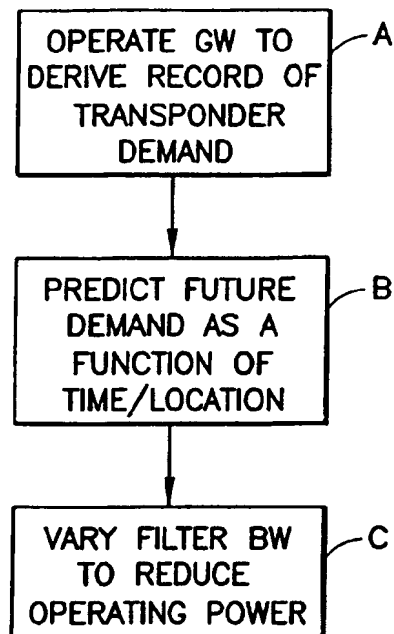 OPERATE GW TO
DERIVE RECORD OF
TRANSPONDER
DEMAND
A
PREDICT FUTURE
DEMAND AS A
FUNCTION OF
TIME/LOCATION
B
VARY FILTER BW
TO REDUCE
OPERATING POWER
C